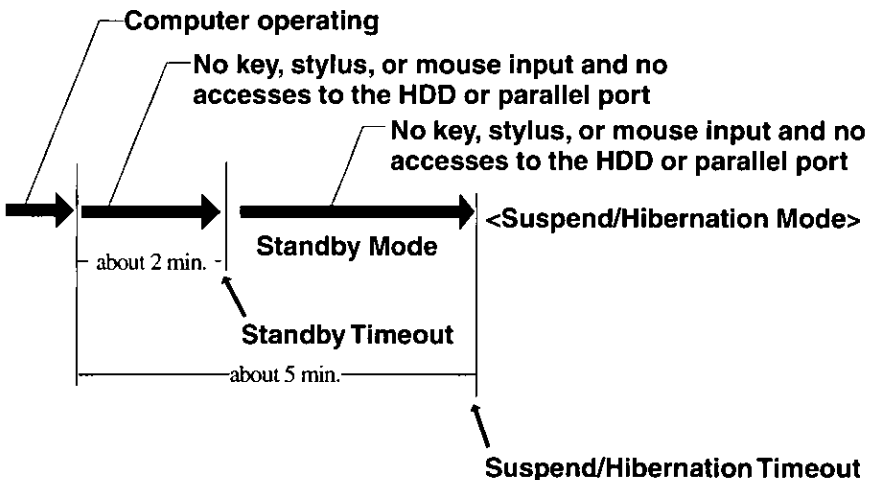 Computer operating
No key, stylus, or mouse input and no
accesses to the HDD or parallel port
No key, stylus, or mouse input and no
accesses to the HDD or parallel port
<Suspend/Hibernation Mode>
Standby Mode
about 2 min.
Standby Timeout
about 5 min.
Suspend/Hibernation Timeout